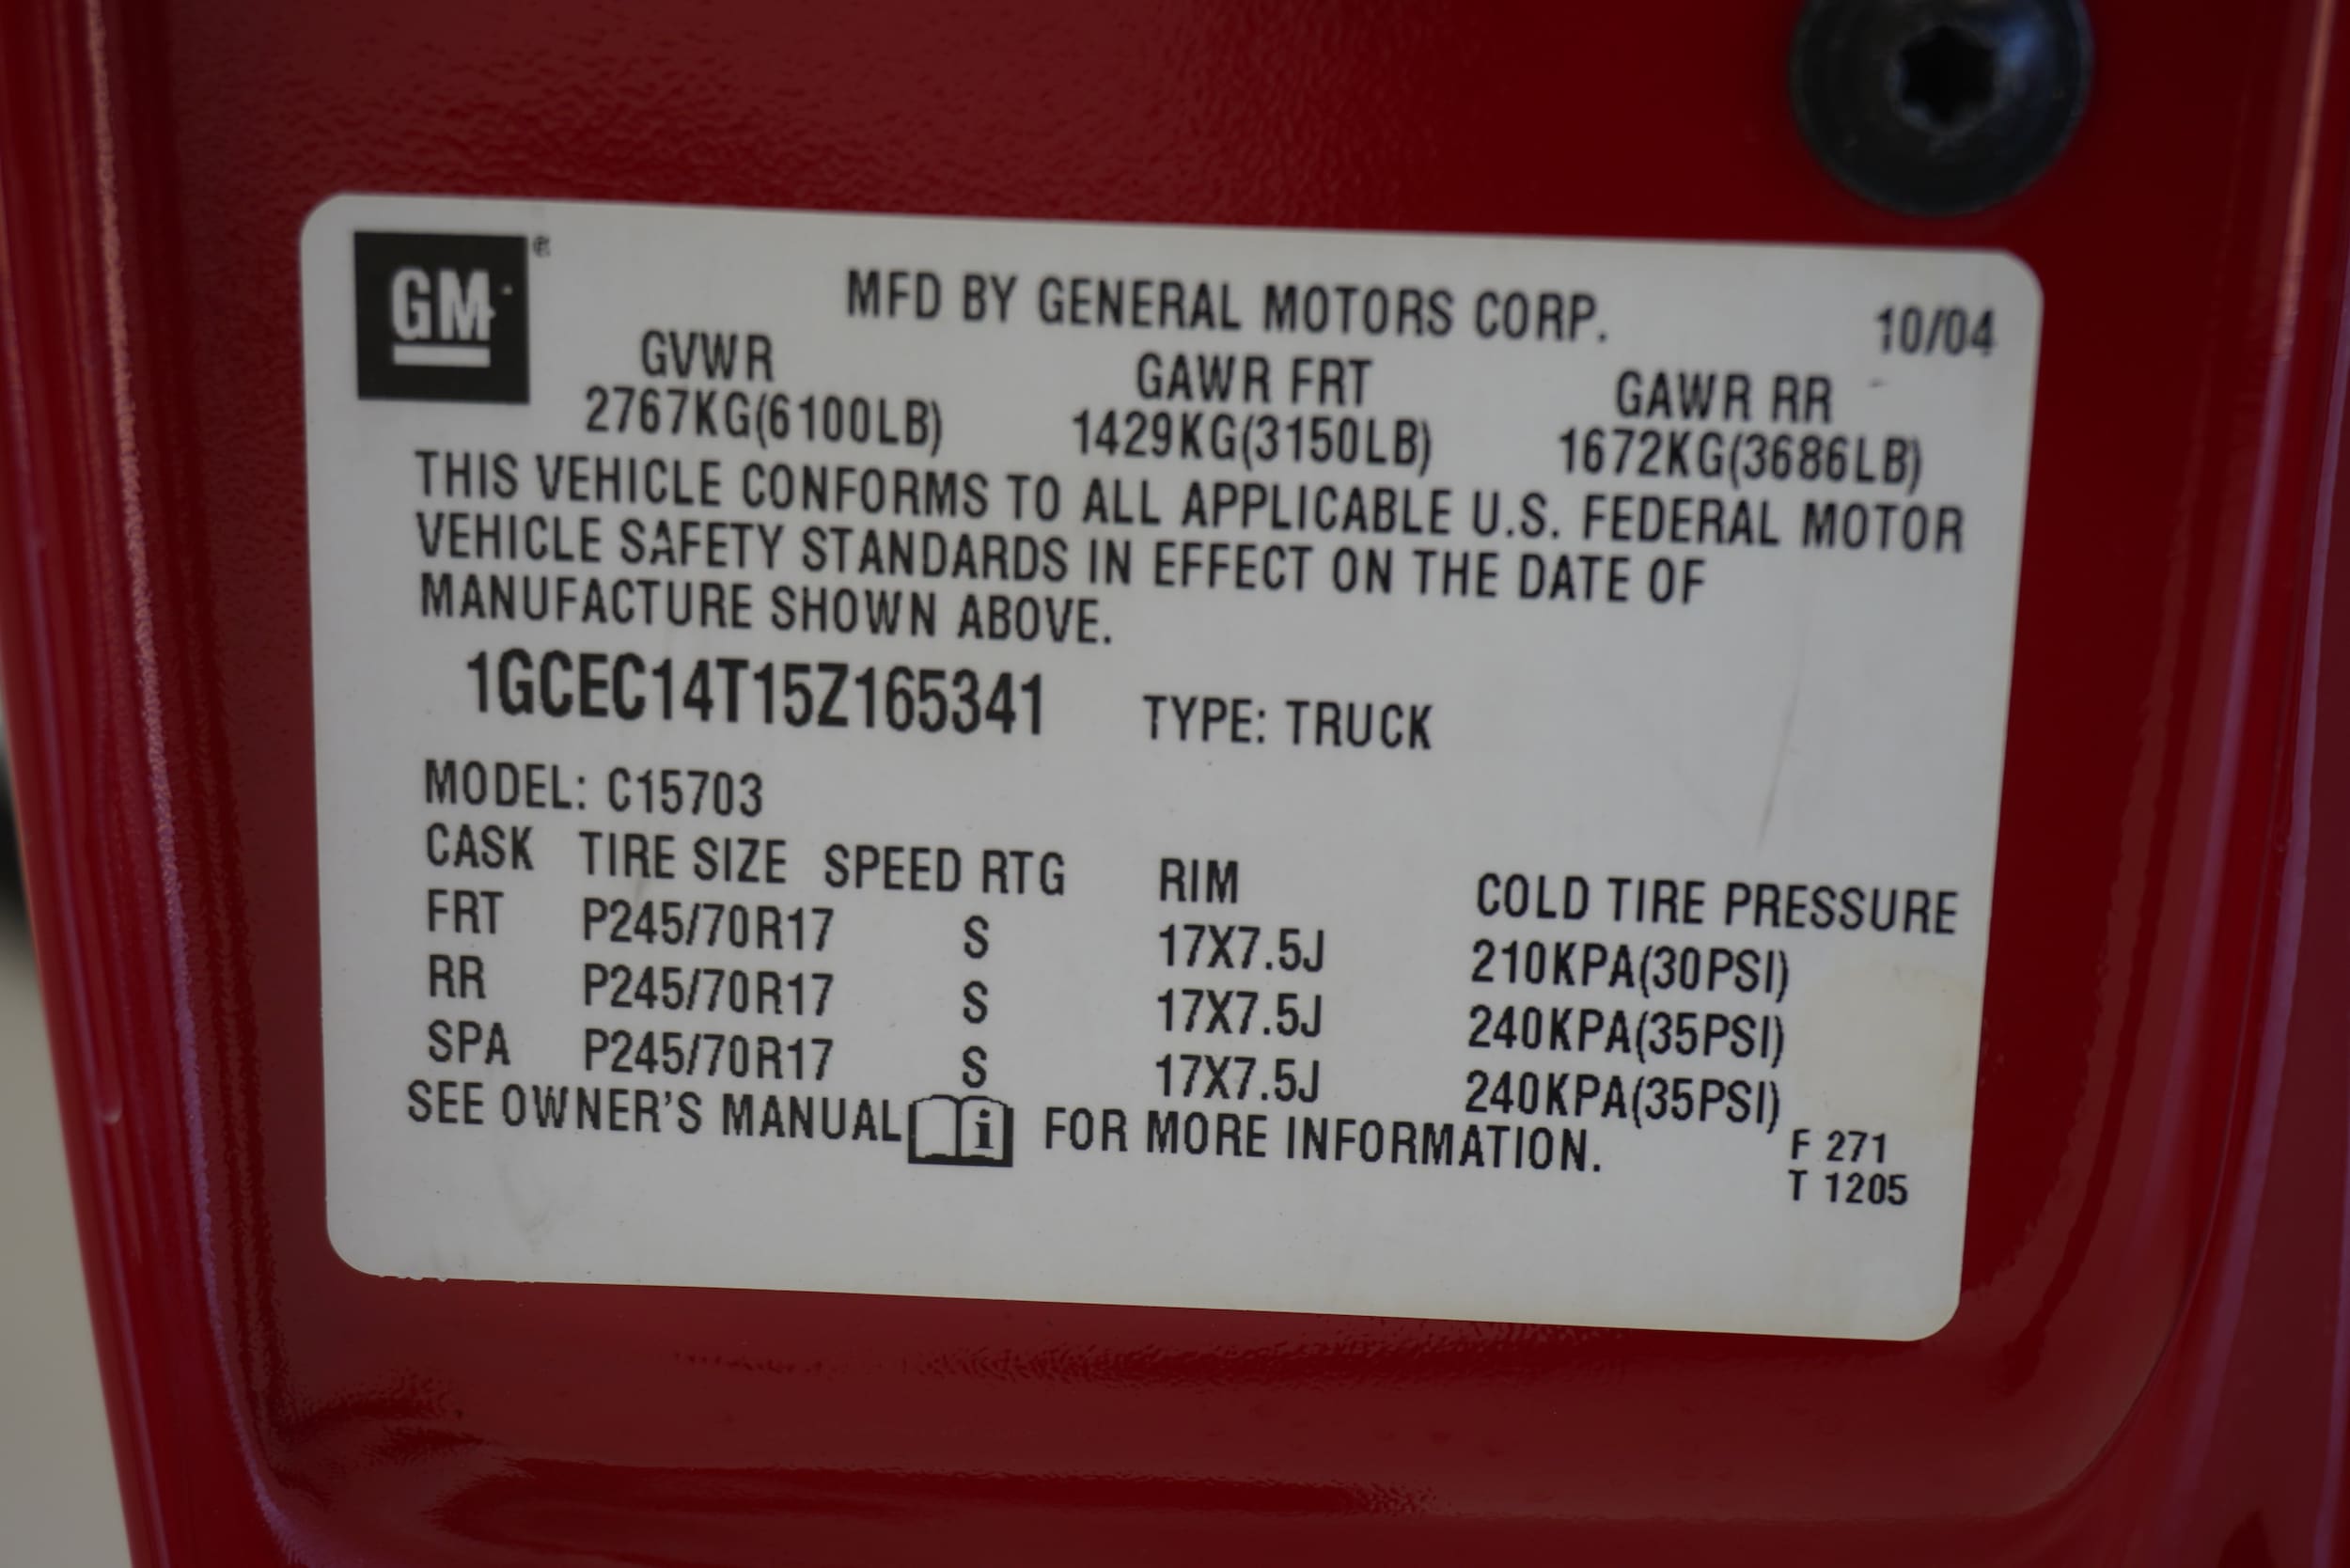 GM ®
MFD BY GENERAL MOTORS CORP. 10/04
GVWR GAWR FRT GAWR RR
2767KG(6100LB) 1429KG(3150LB) 1672KG(3686LB)
THIS VEHICLE CONFORMS TO ALL APPLICABLE U.S. FEDERAL MOTOR
VEHICLE SAFETY STANDARDS IN EFFECT ON THE DATE OF
MANUFACTURE SHOWN ABOVE.
1GCEC14T15Z165341 TYPE: TRUCK
MODEL: C15703
CASK TIRE SIZE SPEED RTG RIM COLD TIRE PRESSURE
FRT P245/70R17 S 17X7.5J 210KPA(30PSI)
RR P245/70R17 S 17X7.5J 240KPA(35PSI)
SPA P245/70R17 S 17X7.5J 240KPA(35PSI)
SEE OWNER'S MANUAL i FOR MORE INFORMATION.
F 271
T 1205